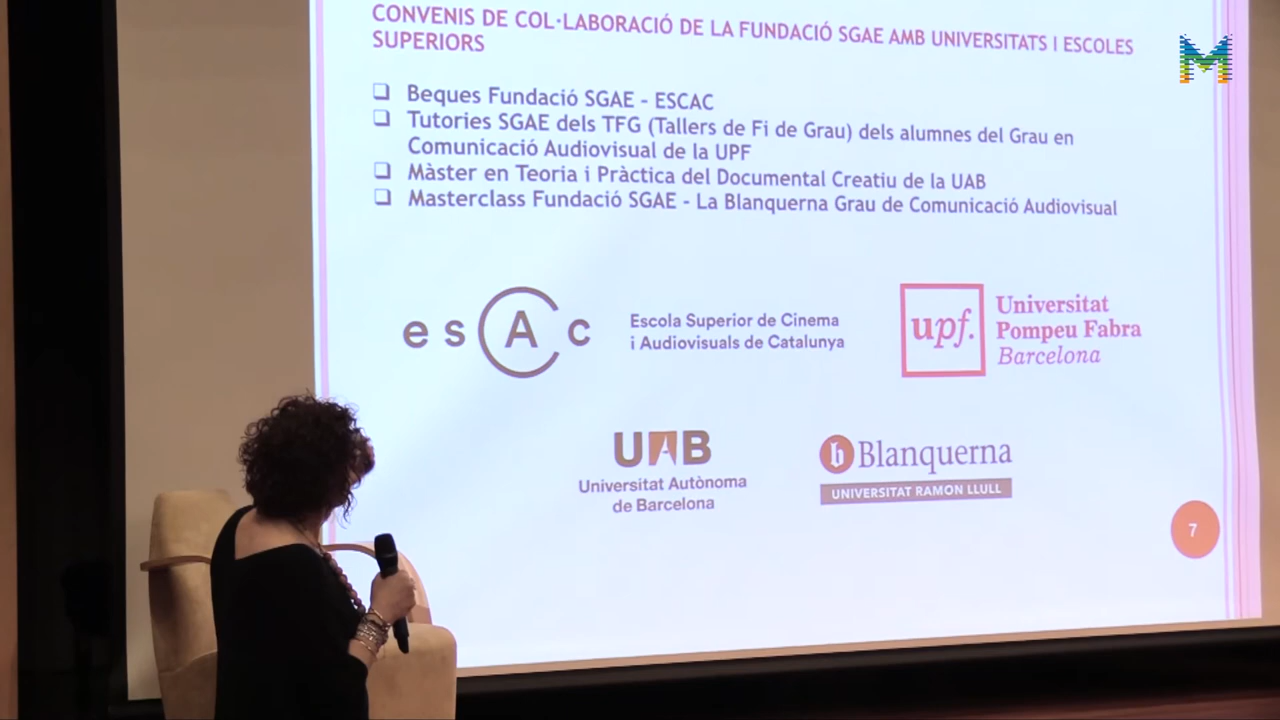 CONVENIS DE COL·LABORACIÓ DE LA FUNDACIÓ SGAE AMB UNIVERSITATS I ESCOLES
SUPERIORS
❑ Beques Fundació SGAE - ESCAC
❑ Tutories SGAE dels TFG (Tallers de Fi de Grau) dels alumnes del Grau en
Comunicació Audiovisual de la UPF
❑ Màster en Teoria i Pràctica del Documental Creatiu de la UAB
❑ Masterclass Fundació SGAE - La Blanquerna Grau de Comunicació Audiovisual
esAc
Escola Superior de Cinema
i Audiovisuals de Catalunya
upf.
Universitat
Pompeu Fabra
Barcelona
UAB
Universitat Autònoma
de Barcelona
b Blanquerna
UNIVERSITAT RAMON LLULL
7
M